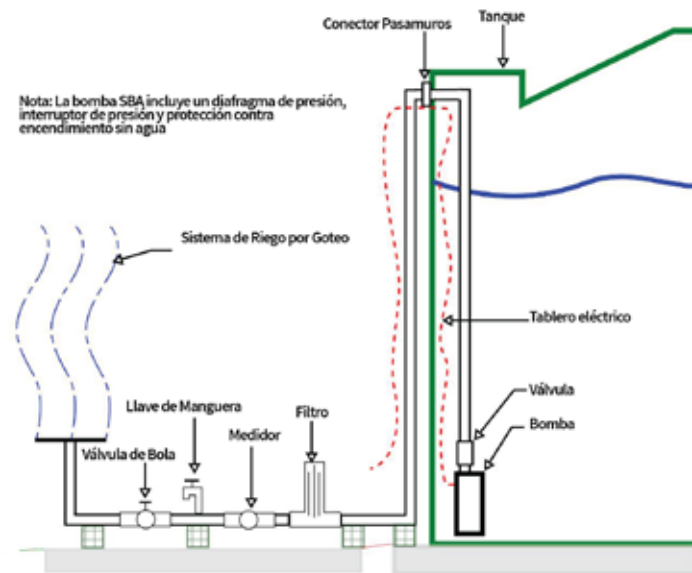 Conector Pasamuros
Tanque
Nota: La bomba SBA incluye un diafragma de presión,
interruptor de presión y protección contra
encendimiento sin agua
Sistema de Riego por Goteo
Tablero eléctrico
Válvula
Bomba
Llave de Manguera
Filtro
Medidor
Válvula de Bola